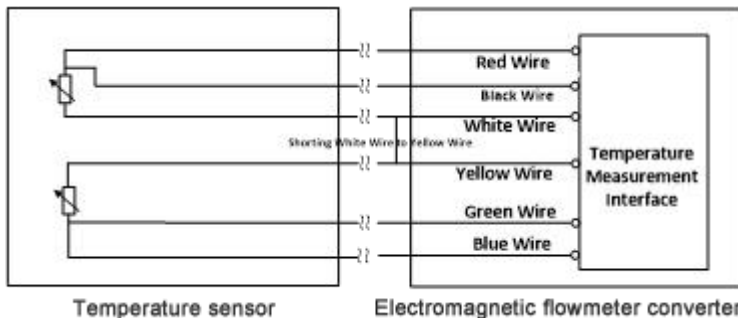 Red Wire
Black Wire
White Wire
Shorting White Wire to Yellow Wire
Yellow Wire
Green Wire
Blue Wire
Temperature
Measurement
Interface
Temperature sensor
Electromagnetic flowmeter converter